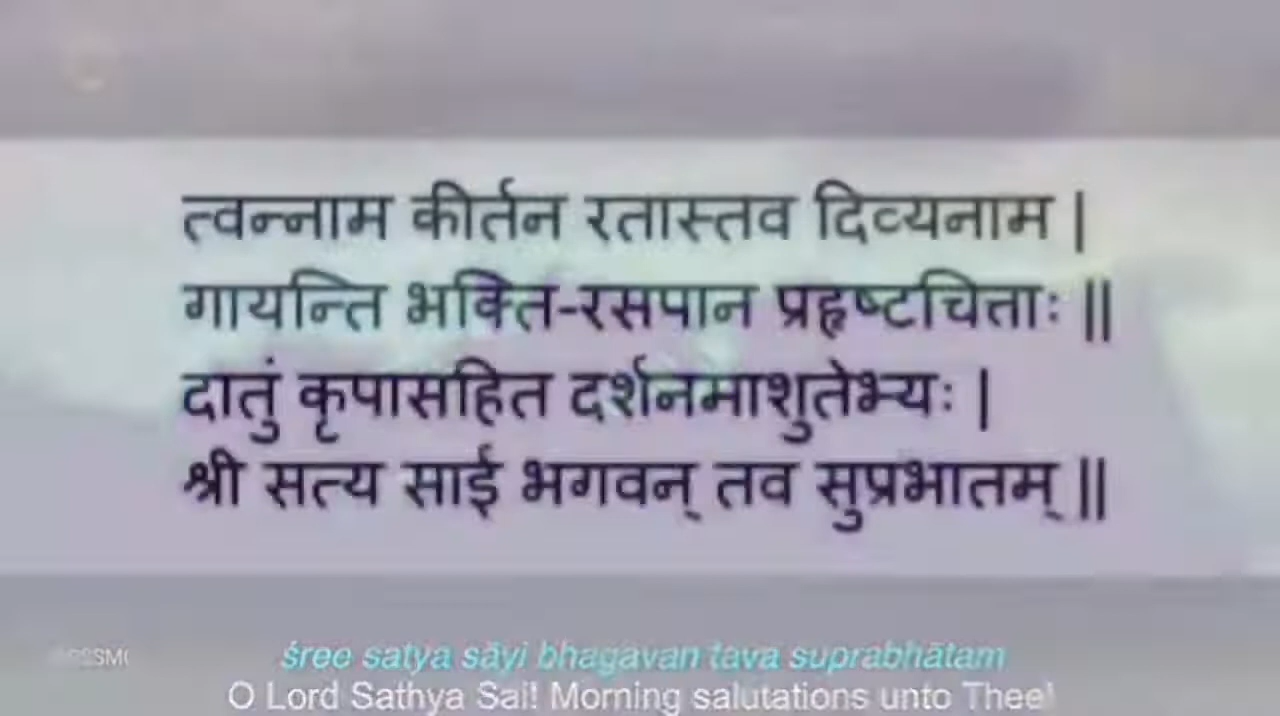 त्वन्नाम कीर्तन रतास्तव दिव्यनाम |
गायन्ति भक्ति-रसपान प्रहृष्टचित्ताः ||
दातुं कृपासहित दर्शनमाशुतेभ्यः |
श्री सत्य साई भगवन् तव सुप्रभातम् ||
śree satya sāyi bhagavan tava suprabhātam
O Lord Sathya Sai! Morning salutations unto Thee!